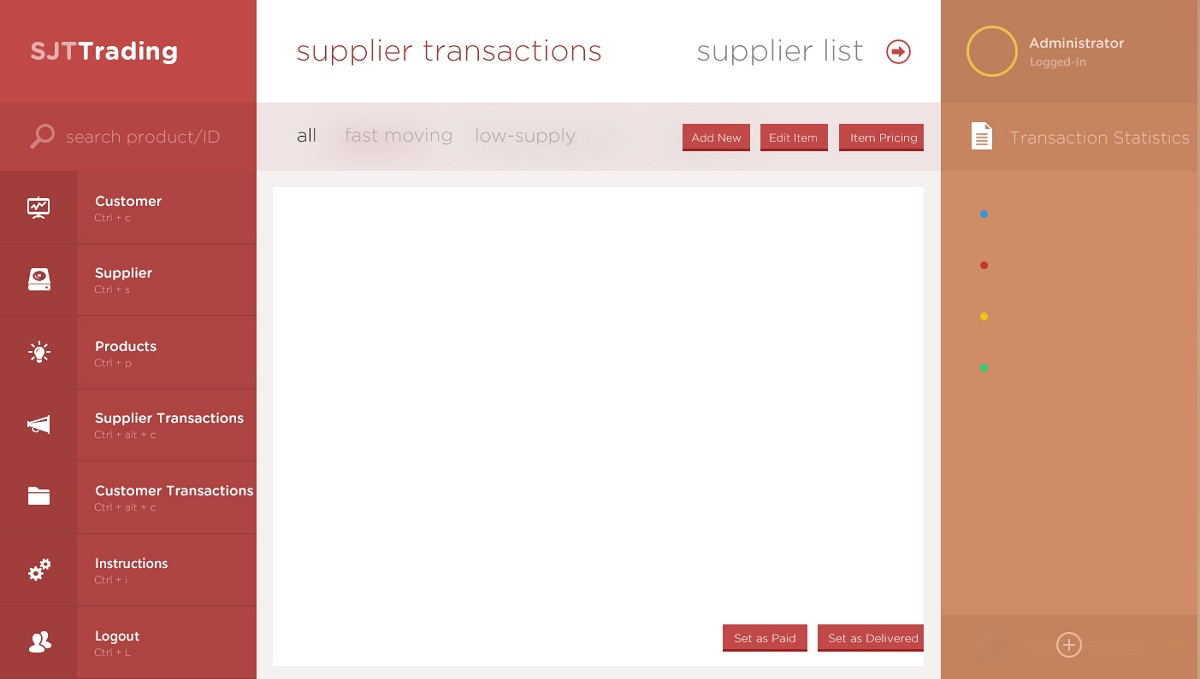 SJTTrading
supplier transactions
supplier list
Administrator
Logged-In
search product/ID
all
fast moving
low-supply
Add New
Edit Item
Item Pricing
Transaction Statistics
Customer
Ctrl + c
Supplier
Ctrl + s
Products
Ctrl + p
Supplier Transactions
Ctrl + alt + c
Customer Transactions
Ctrl + alt + c
Instructions
Ctrl + i
Logout
Ctrl + L
Set as Paid
Set as Delivered